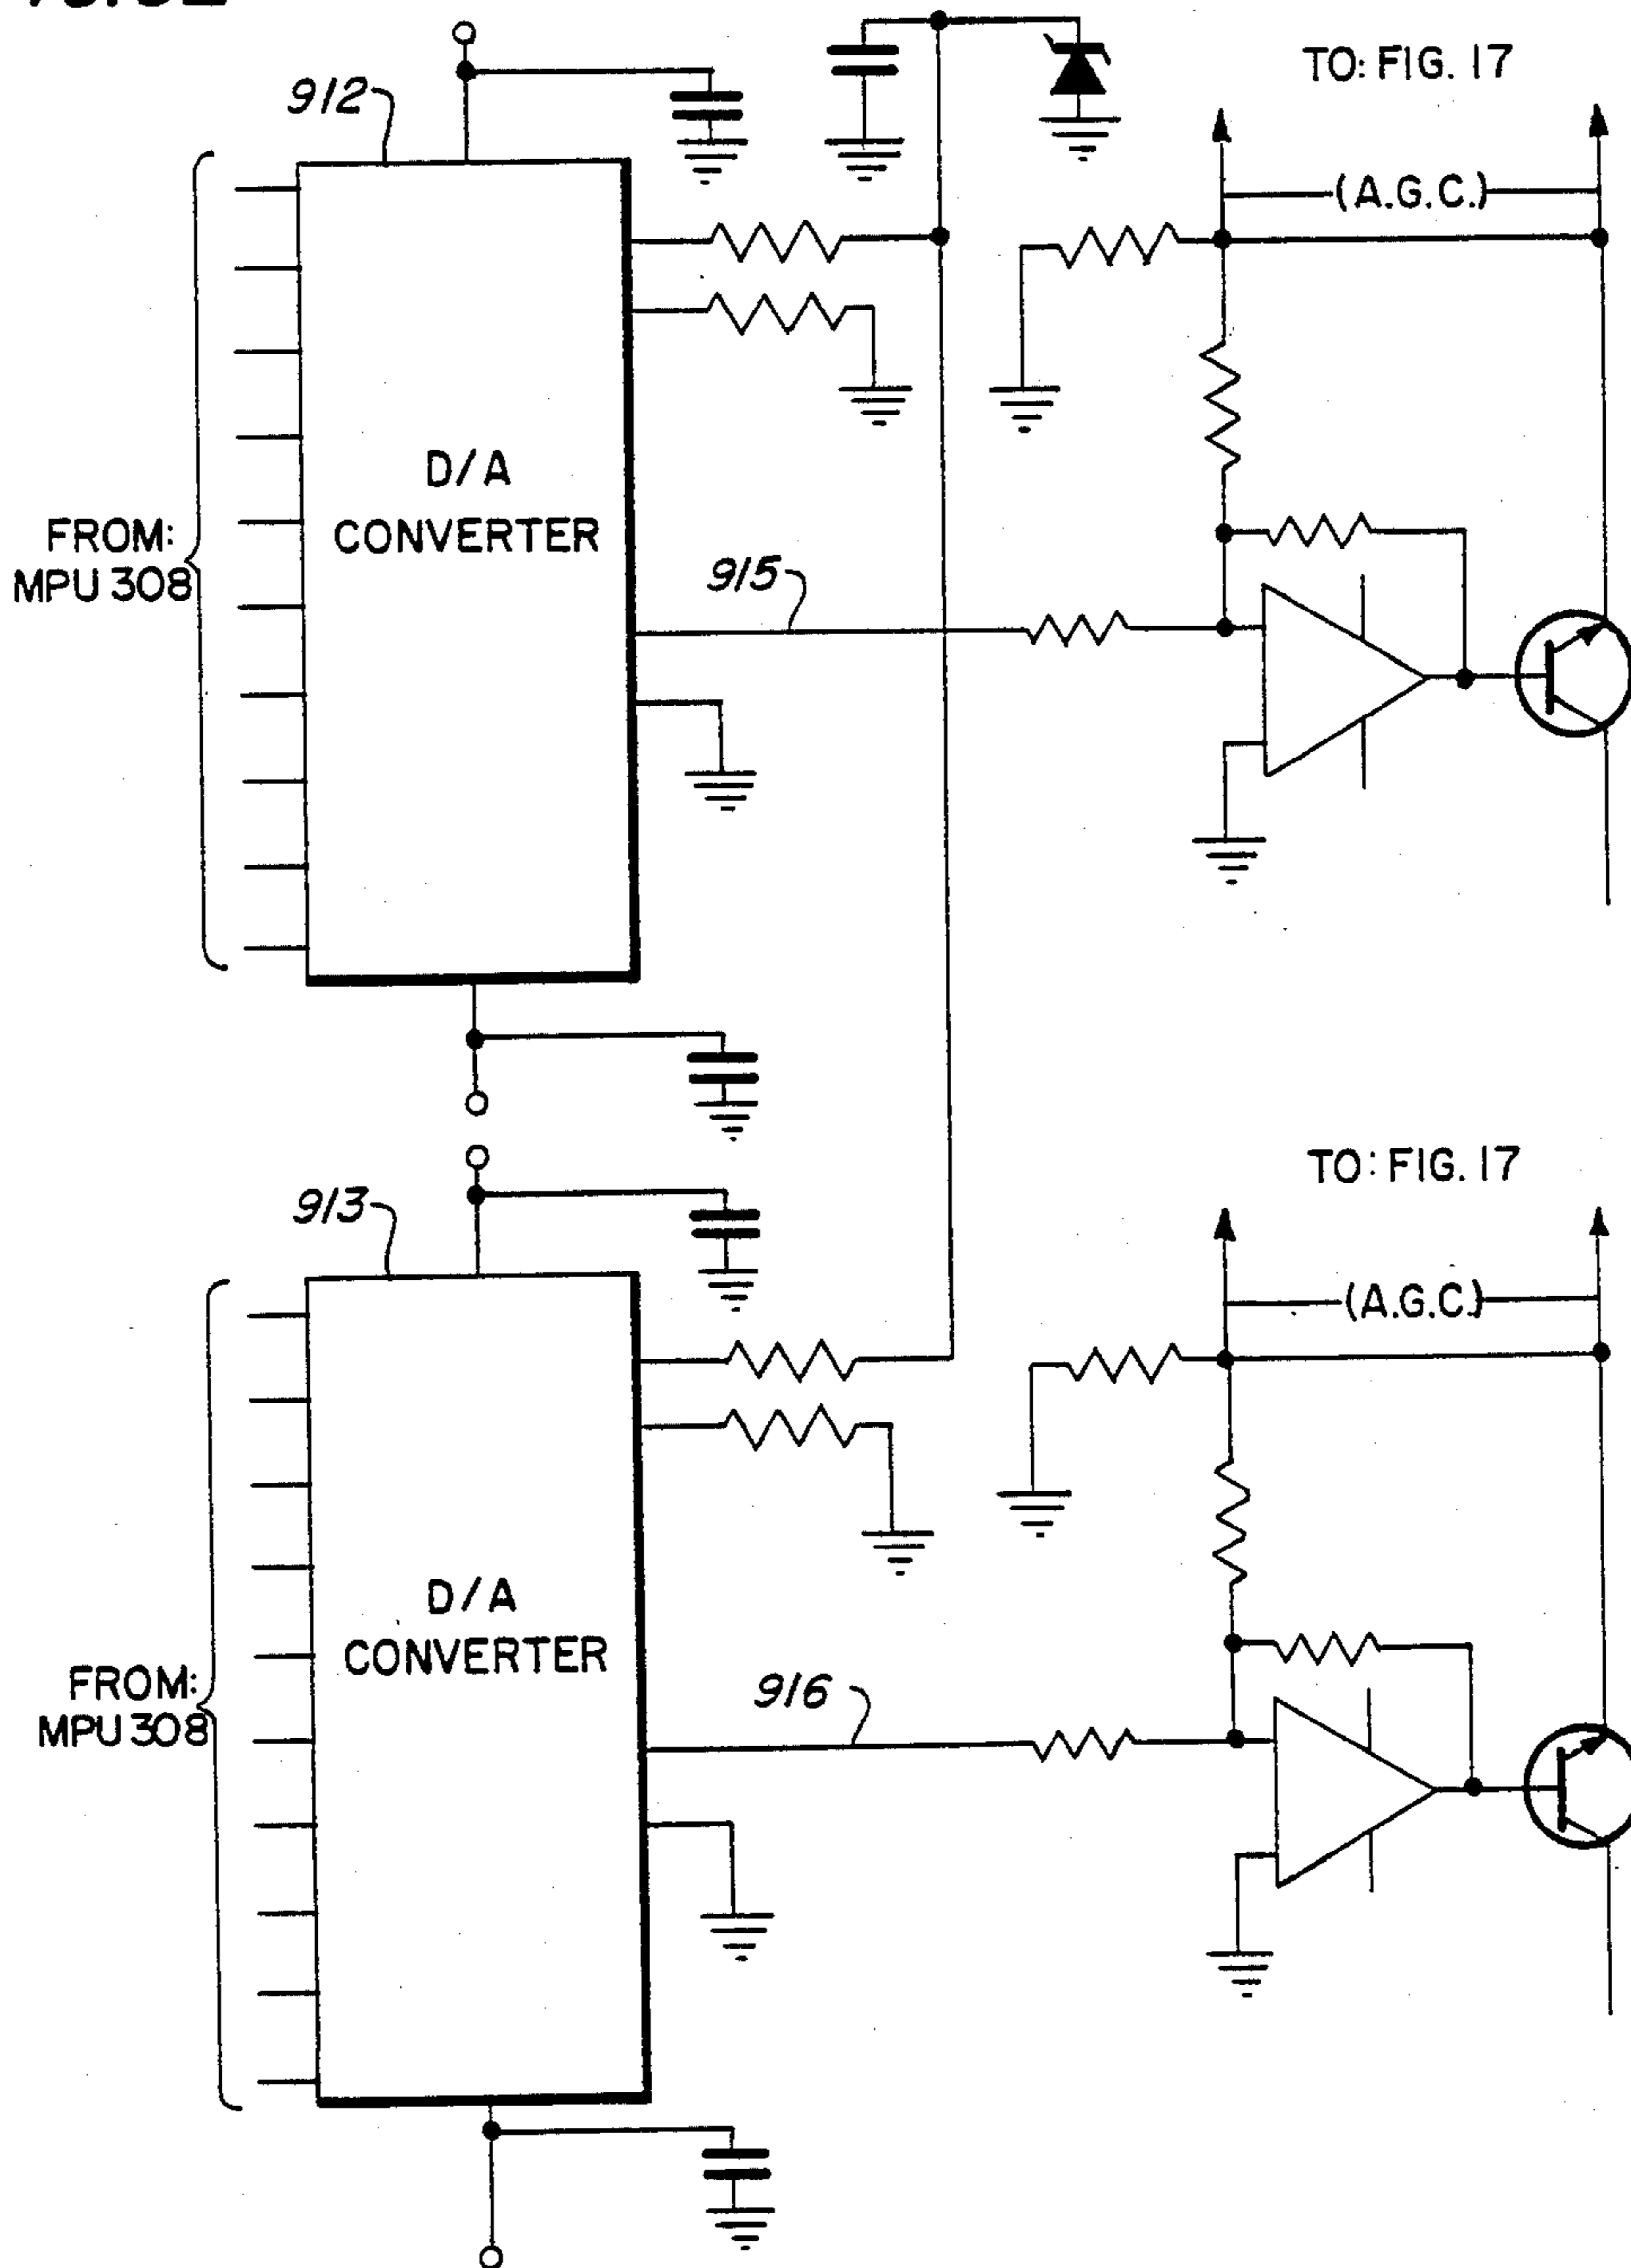 TO: FIG. 17
912
(A.G.C.)
D/A
CONVERTER
FROM:
MPU 308
915
TO: FIG. 17
913
(A.G.C.)
D/A
CONVERTER
FROM:
MPU 308
916